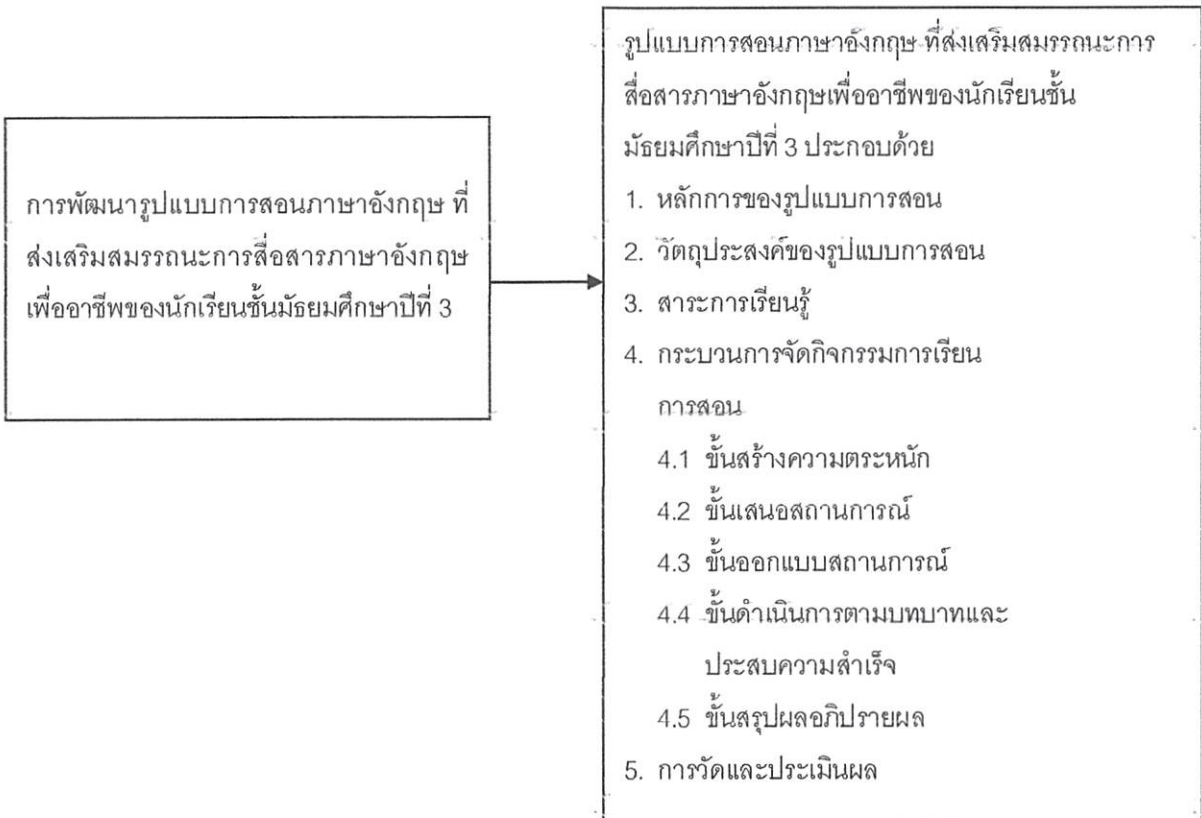 การพัฒนารูปแบบการสอนภาษาอังกฤษ ที่
ส่งเสริมสมรรถนะการสื่อสารภาษาอังกฤษ
เพื่ออาชีพของนักเรียนชั้นมัธยมศึกษาปีที่ 3
รูปแบบการสอนภาษาอังกฤษ ที่ส่งเสริมสมรรถนะการ
สื่อสารภาษาอังกฤษเพื่ออาชีพของนักเรียนชั้น
มัธยมศึกษาปีที่ 3 ประกอบด้วย
1. หลักการของรูปแบบการสอน
2. วัตถุประสงค์ของรูปแบบการสอน
3. สาระการเรียนรู้
4. กระบวนการจัดกิจกรรมการเรียน
การสอน
4.1 ขั้นสร้างความตระหนัก
4.2 ขั้นเสนอสถานการณ์
4.3 ขั้นออกแบบสถานการณ์
4.4 ขั้นดำเนินการตามบทบาทและ
ประสบความสำเร็จ
4.5 ขั้นสรุปผลอภิปรายผล
5. การวัดและประเมินผล